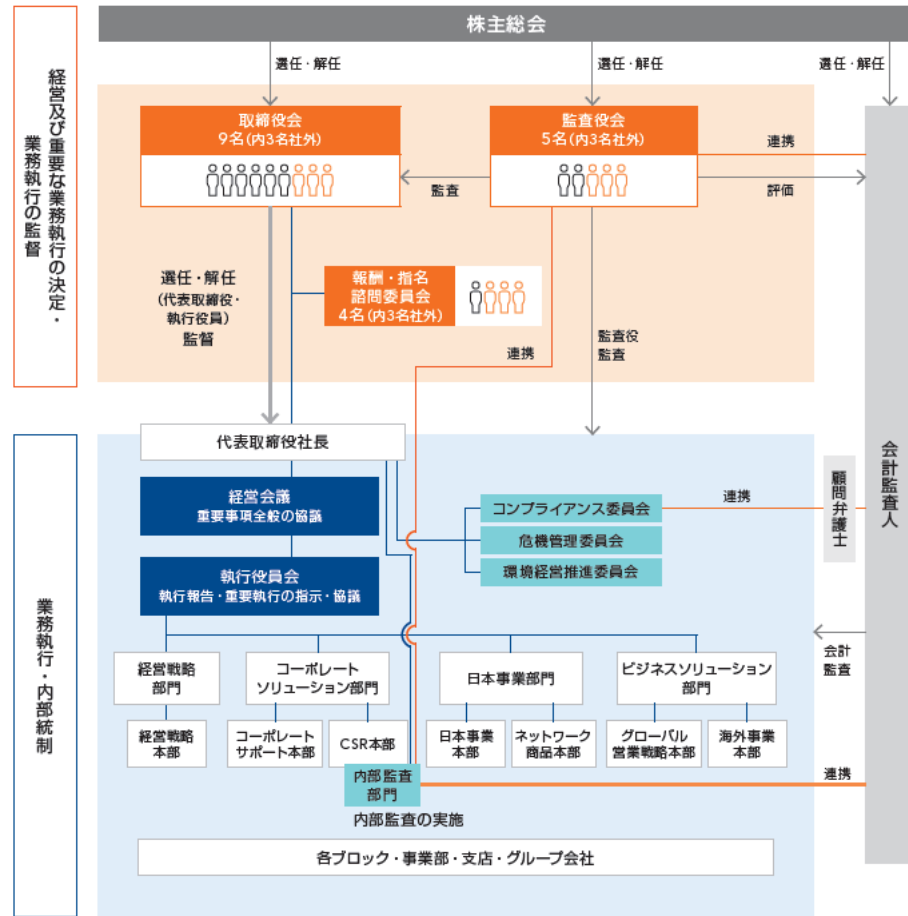 株主総会
選任・解任
選任・解任
選任・解任
経営及び重要な業務執行の決定・
業務執行の監督
取締役会
9名(内3名社外)
監査役会
5名(内3名社外)
連携
監査
評価
選任・解任
(代表取締役・
執行役員)
監督
報酬・指名
諮問委員会
4名(内3名社外)
連携
監査役
監査
会計監査人
業務執行・内部統制
代表取締役社長
経営会議
重要事項全般の協議
執行役員会
執行報告・重要執行の指示・協議
コンプライアンス委員会
危機管理委員会
環境経営推進委員会
連携
顧問弁護士
会計
監査
経営戦略
部門
コーポレート
ソリューション部門
日本事業部門
ビジネスソリューション
部門
経営戦略
本部
コーポレート
サポート本部
CSR本部
日本事業
本部
ネットワーク
商品本部
グローバル
営業戦略本部
海外事業
本部
内部監査
部門
連携
内部監査の実施
各ブロック・事業部・支店・グループ会社